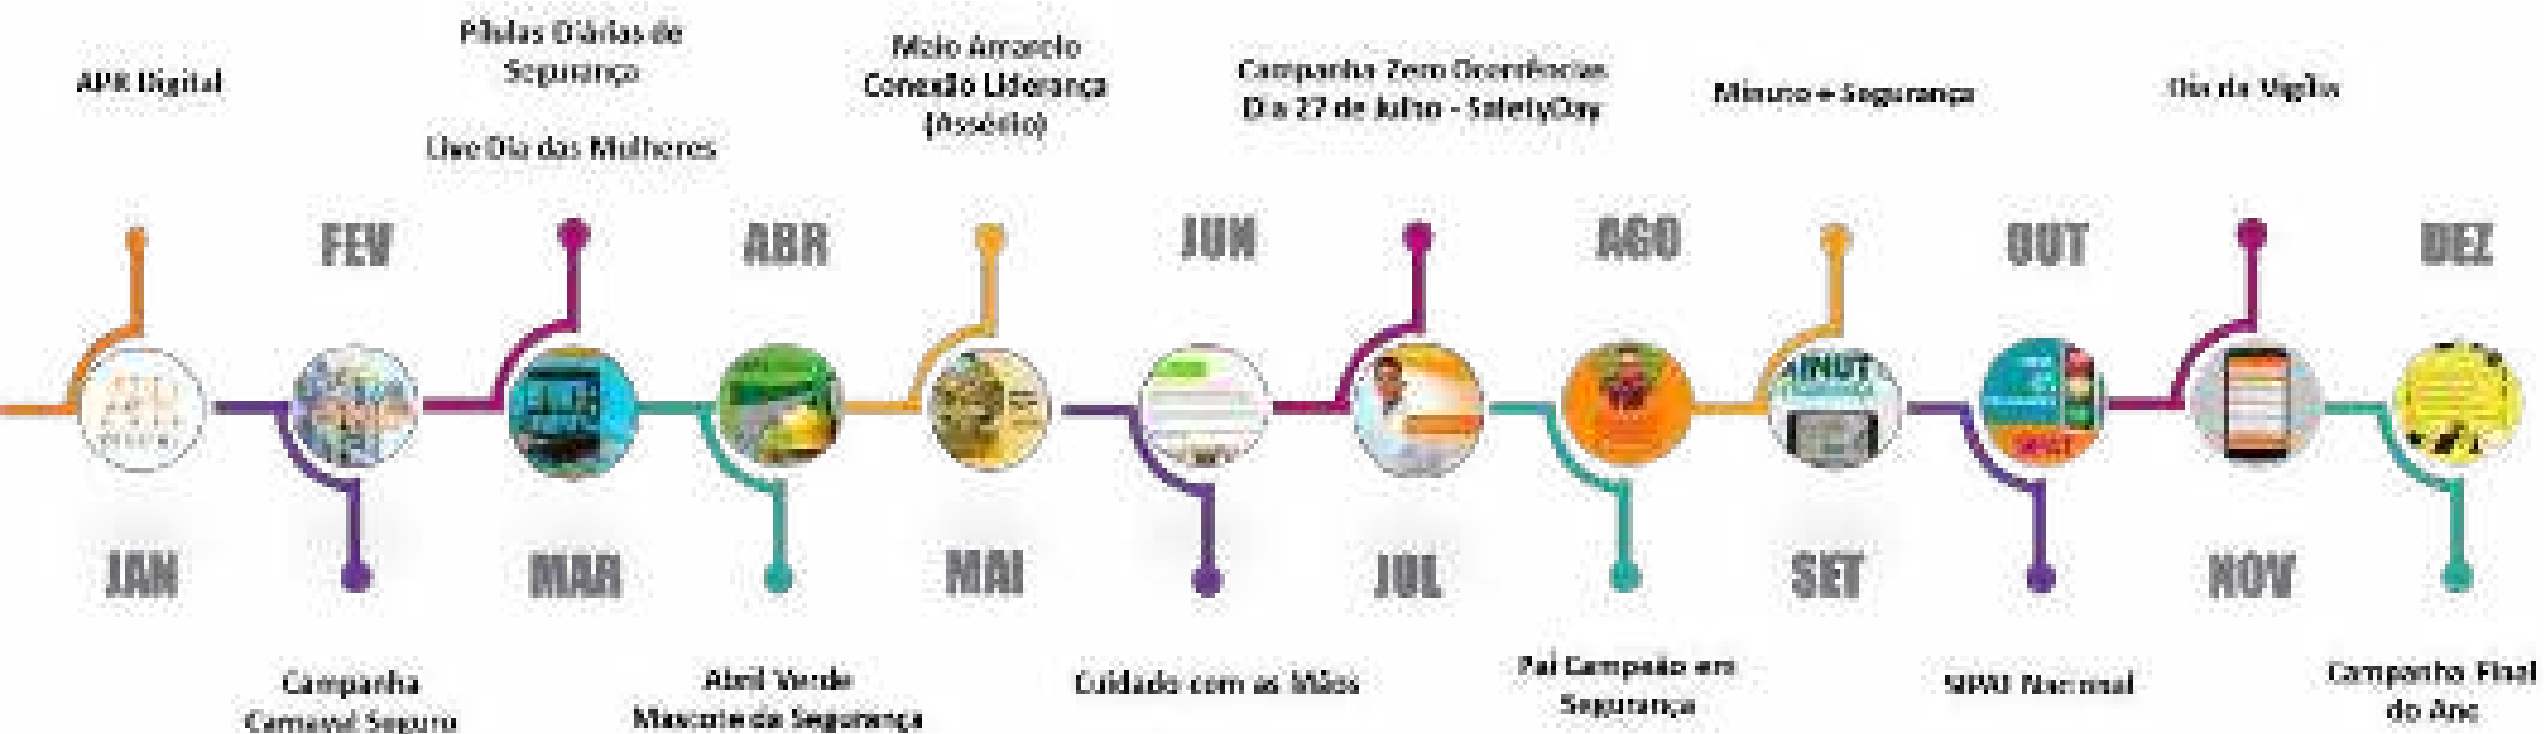 APR Digital
Pílulas Diárias de
Segurança
Live Dia das Mulheres
Maio Amarelo
Conexão Liderança
(Assédio)
Campanha Zero Ocorrências
Dia 27 de Julho - SafetyDay
Minuto + Segurança
Dia da Vigília
FEV
ABR
JUN
AGO
OUT
DEZ
JAN
MAR
MAI
JUL
SET
NOV
Campanha
Carnaval Seguro
Abril Verde
Mascote da Segurança
Cuidado com as Mãos
Pai Campeão em
Segurança
SIPAT Nacional
Campanha Final
do Ano